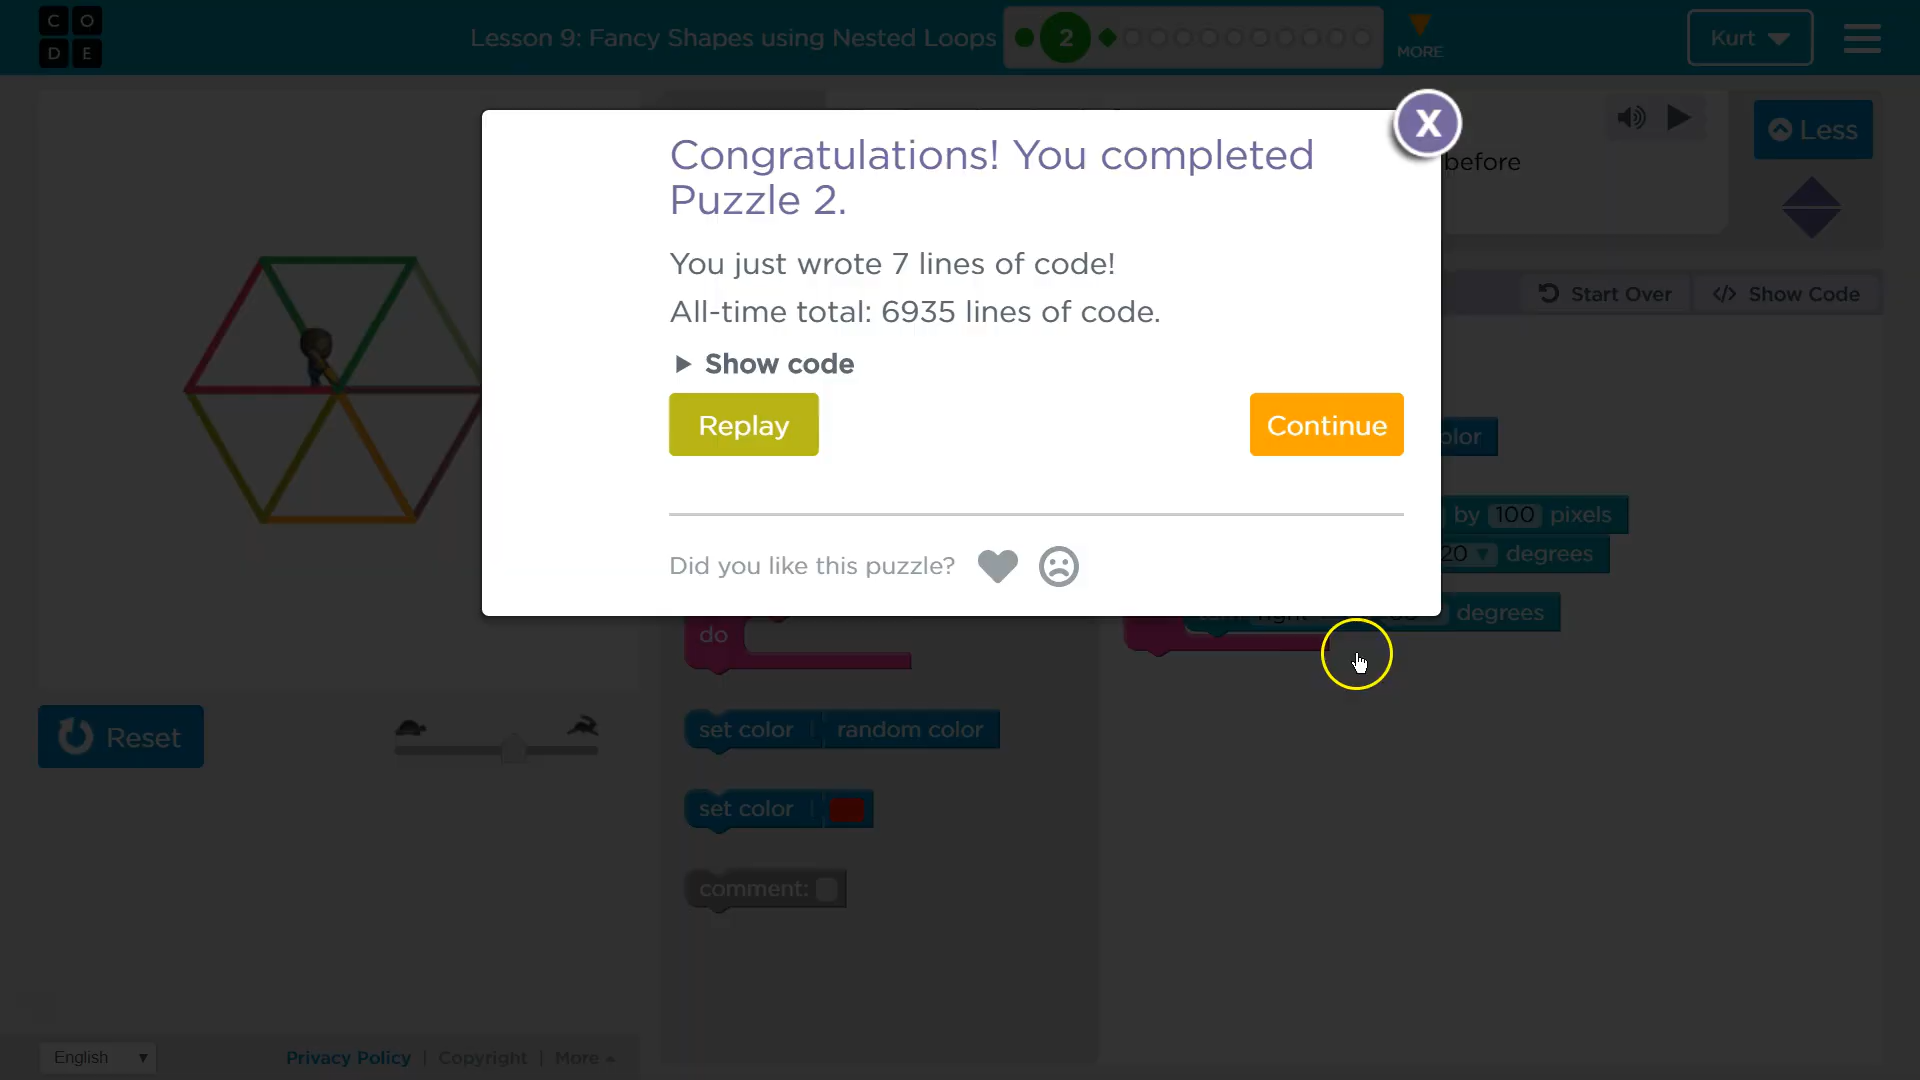 C O
D E
Lesson 9: Fancy Shapes using Nested Loops
2
MORE
Kurt
Congratulations! You completed
Puzzle 2.
X
before
Less
You just wrote 7 lines of code!
All-time total: 6935 lines of code.
Start Over
Show Code
Show code
Replay
Continue
by 100 pixels
degrees
Did you like this puzzle?
do
degrees
set color random color
Reset
set color
comment:
English
Privacy Policy | Copyright | More